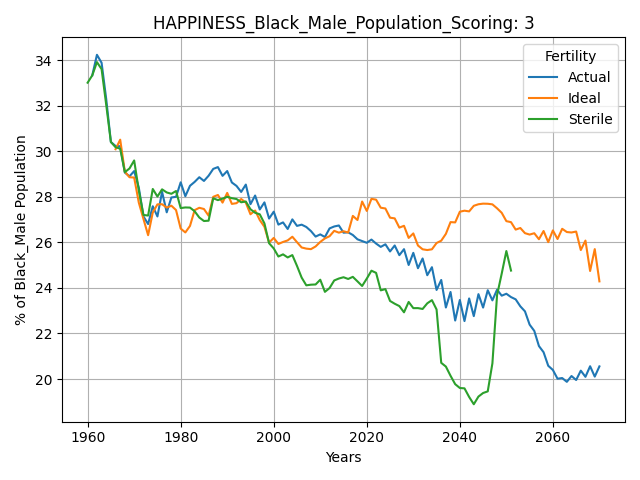 HAPPINESS_Black_Male_Population_Scoring: 3
Fertility
Actual
Ideal
Sterile
% of Black_Male Population
34
32
30
28
26
24
22
20
1960
1980
2000
2020
2040
2060
Years